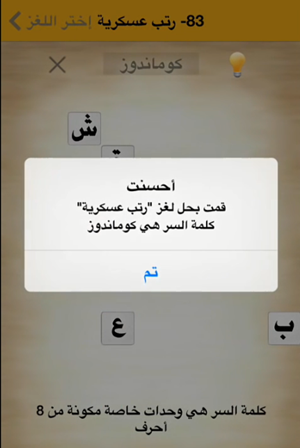 83- رتب عسكرية
إختر اللغز
كوماندوز
ش
أحسنت
قمت بحل لغز "رتب عسكرية"
كلمة السر هي كوماندوز
تم
ع
ب
كلمة السر هي وحدات خاصة مكونة من 8
أحرف